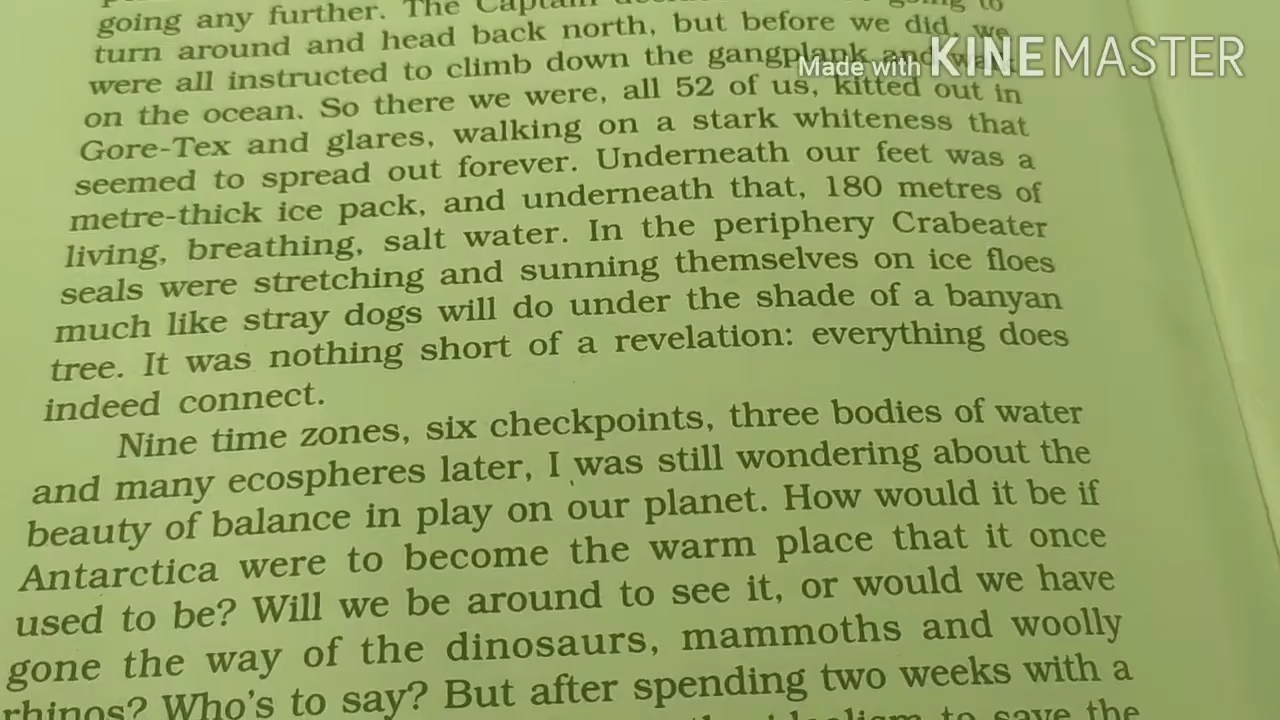 going any further. The Captain
turn around and head back north, but before we did, we
were all instructed to climb down the gangplank and walk
on the ocean. So there we were, all 52 of us, kitted out in
Gore-Tex and glares, walking on a stark whiteness that
seemed to spread out forever. Underneath our feet was a
metre-thick ice pack, and underneath that, 180 metres of
living, breathing, salt water. In the periphery Crabeater
seals were stretching and sunning themselves on ice floes
much like stray dogs will do under the shade of a banyan
tree. It was nothing short of a revelation: everything does
indeed connect.
Nine time zones, six checkpoints, three bodies of water
and many ecospheres later, I was still wondering about the
beauty of balance in play on our planet. How would it be if
Antarctica were to become the warm place that it once
used to be? Will we be around to see it, or would we have
gone the way of the dinosaurs, mammoths and woolly
rhinos? Who's to say? But after spending two weeks with a
to save the
Made with KINEMASTER